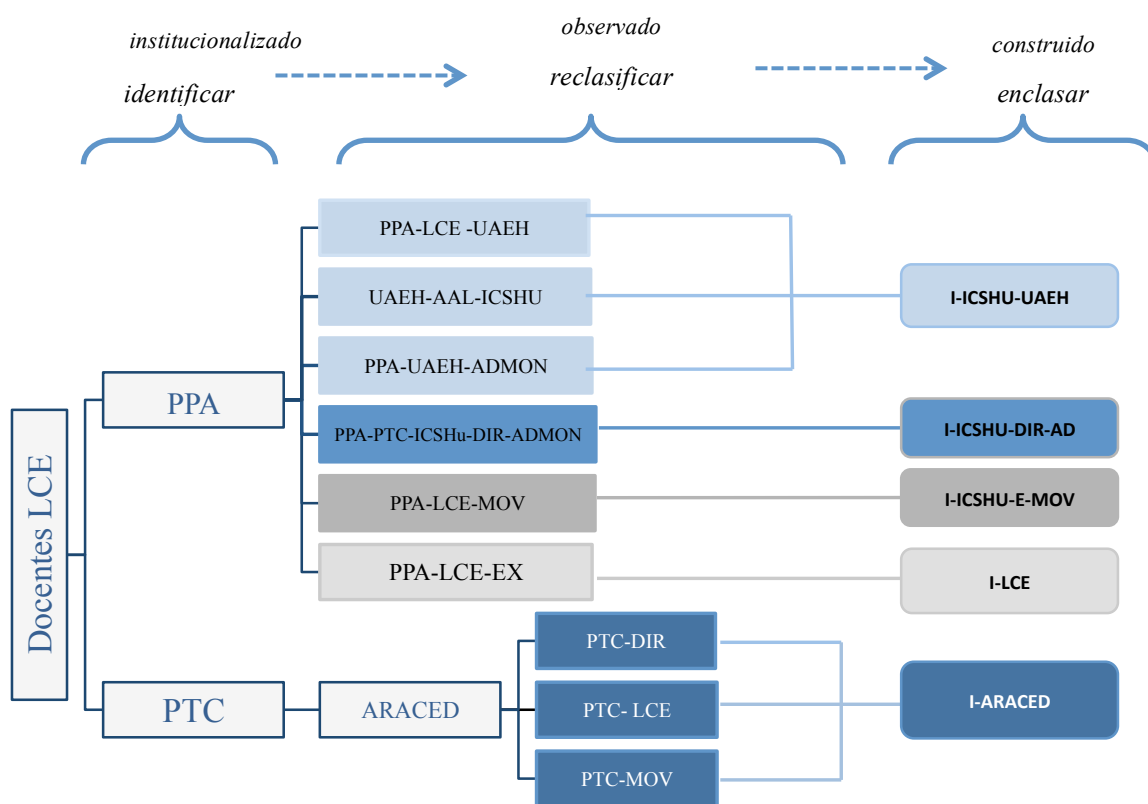 institucionalizado
identificar
observado
reclasificar
construido
enclasar
Docentes LCE
PPA
PPA-LCE -UAEH
UAEH-AAL-ICSHU
PPA-UAEH-ADMON
PPA-PTC-ICSHu-DIR-ADMON
PPA-LCE-MOV
PPA-LCE-EX
I-ICSHU-UAEH
I-ICSHU-DIR-AD
I-ICSHU-E-MOV
I-LCE
PTC
ARACED
PTC-DIR
PTC- LCE
PTC-MOV
I-ARACED